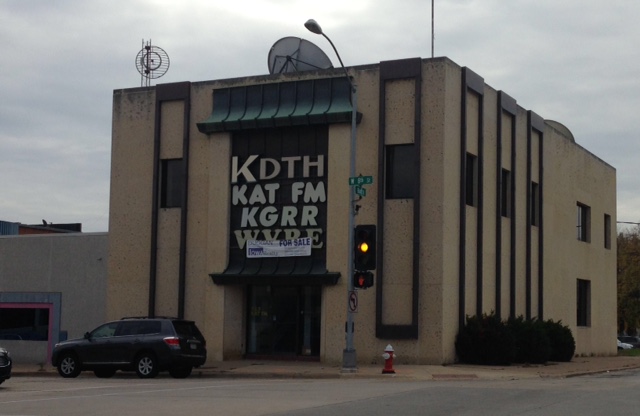 KDTH
KAT FM
KGRR
WVRE
FOR SALE